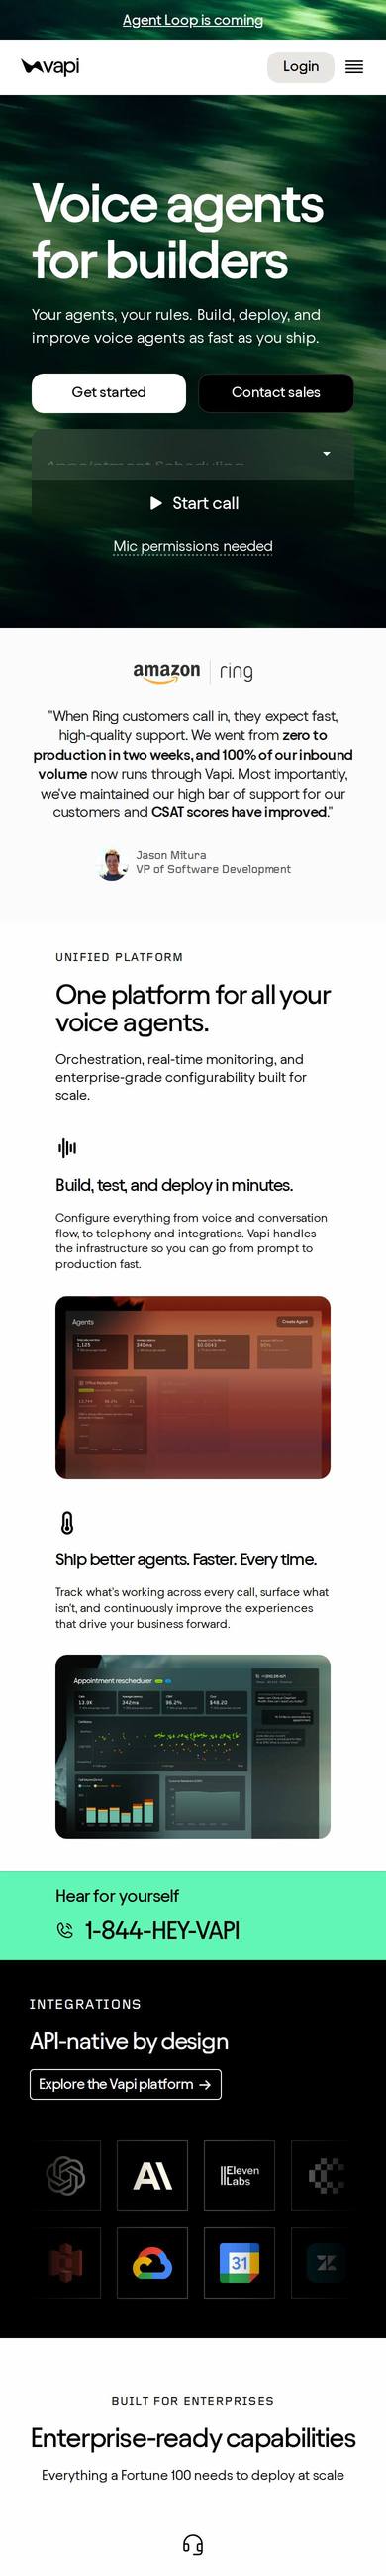 Agent Loop is coming
vapi
Login
Voice agents
for builders
Your agents, your rules. Build, deploy, and
improve voice agents as fast as you ship.
Get started
Contact sales
Start call
Mic permissions needed
amazon | ring
"When Ring customers call in, they expect fast,
high-quality support. We went from zero to
production in two weeks, and 100% of our inbound
volume now runs through Vapi. Most importantly,
we've maintained our high bar of support for our
customers and CSAT scores have improved."
Jason Mitura
VP of Software Development
UNIFIED PLATFORM
One platform for all your
voice agents.
Orchestration, real-time monitoring, and
enterprise-grade configurability built for
scale.
Build, test, and deploy in minutes.
Configure everything from voice and conversation
flow, to telephony and integrations. Vapi handles
the infrastructure so you can go from prompt to
production fast.
Agents
Create Agent
Ship better agents. Faster. Every time.
Track what's working across every call, surface what
isn't, and continuously improve the experiences
that drive your business forward.
Appointment rescheduler
13.9K
342ms
96.2%
$48.20
Hear for yourself
1-844-HEY-VAPI
INTEGRATIONS
API-native by design
Explore the Vapi platform →
AI
IIEleven
Labs
31
BUILT FOR ENTERPRISES
Enterprise-ready capabilities
Everything a Fortune 100 needs to deploy at scale